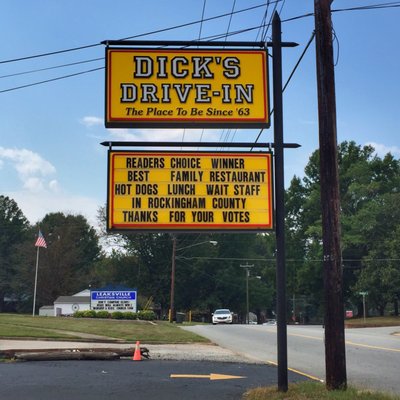 DICK'S
DRIVE-IN
The Place To Be Since '63
READERS CHOICE WINNER
BEST FAMILY RESTAURANT
HOT DOGS LUNCH WAIT STAFF
IN ROCKINGHAM COUNTY
THANKS FOR YOUR VOTES
LEAKSVILLE